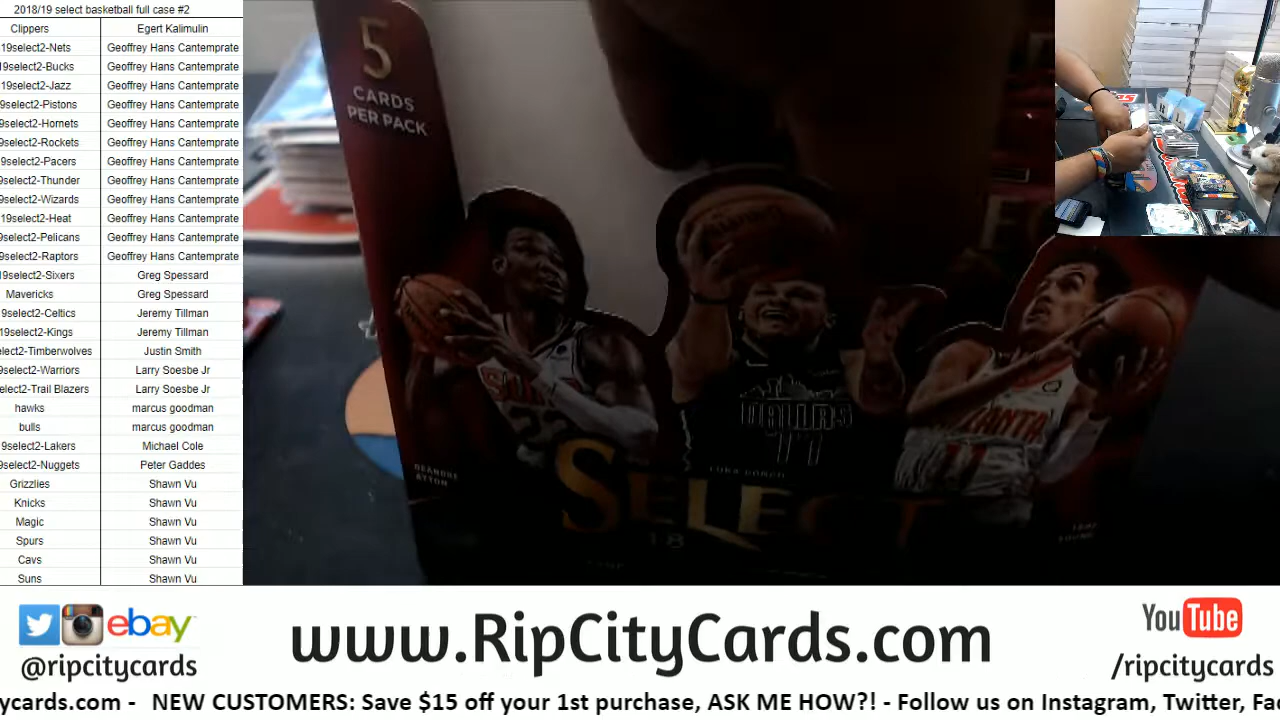 2018/19 select basketball full case #2
Clippers Egert Kalimulin
19select2-Nets Geoffrey Hans Cantemprate
19select2-Bucks Geoffrey Hans Cantemprate
19select2-Jazz Geoffrey Hans Cantemprate
9select2-Pistons Geoffrey Hans Cantemprate
9select2-Hornets Geoffrey Hans Cantemprate
9select2-Rockets Geoffrey Hans Cantemprate
9select2-Pacers Geoffrey Hans Cantemprate
9select2-Thunder Geoffrey Hans Cantemprate
9select2-Wizards Geoffrey Hans Cantemprate
19select2-Heat Geoffrey Hans Cantemprate
9select2-Pelicans Geoffrey Hans Cantemprate
9select2-Raptors Geoffrey Hans Cantemprate
19select2-Sixers Greg Spessard
Mavericks Greg Spessard
9select2-Celtics Jeremy Tillman
19select2-Kings Jeremy Tillman
elect2-Timberwolves Justin Smith
9select2-Warriors Larry Soesbe Jr
elect2-Trail Blazers Larry Soesbe Jr
hawks marcus goodman
bulls marcus goodman
9select2-Lakers Michael Cole
9select2-Nuggets Peter Gaddes
Grizzlies Shawn Vu
Knicks Shawn Vu
Magic Shawn Vu
Spurs Shawn Vu
Cavs Shawn Vu
Suns Shawn Vu
5
CARDS
PER PACK
DALLAS
ATLANTA
11
DEANDRE
AYTON
SELECT
18
ebay
@ripcitycards
www.RipCityCards.com
YouTube
/ripcitycards
ycards.com - NEW CUSTOMERS: Save $15 off your 1st purchase, ASK ME HOW?! - Follow us on Instagram, Twitter, Fa